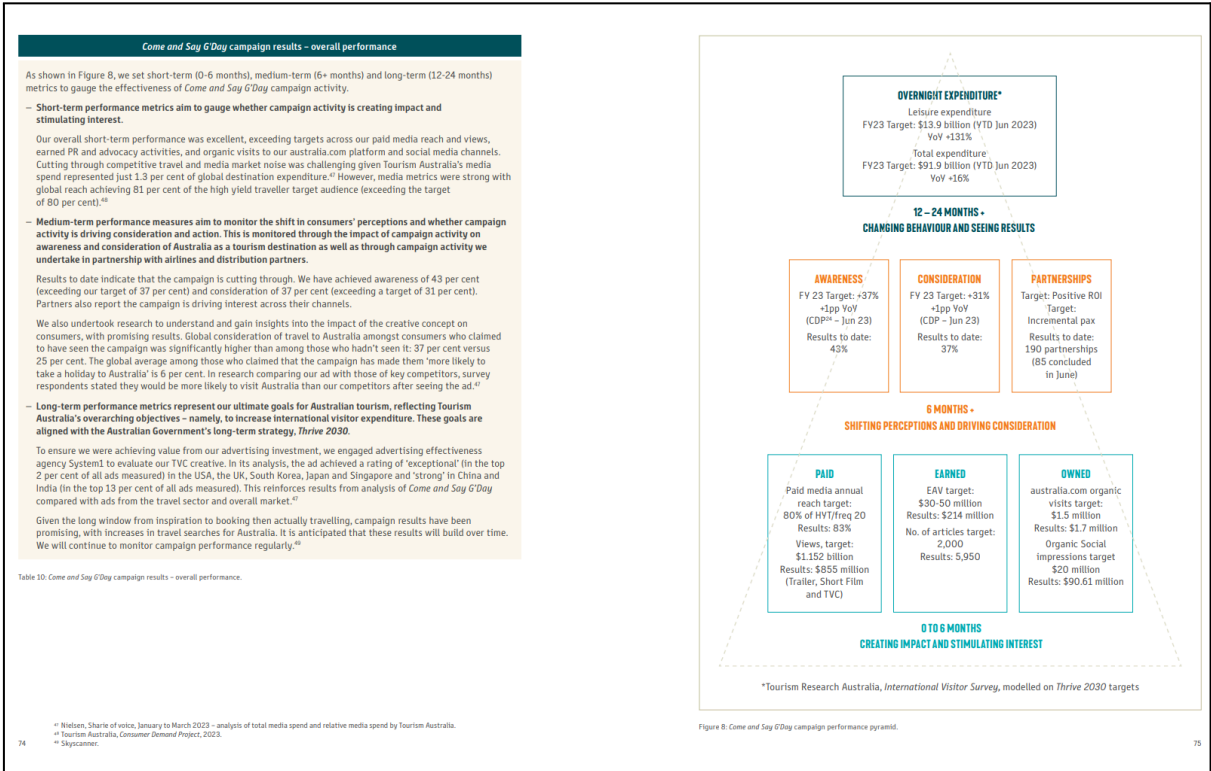 Come and Say G'Day campaign results – overall performance
As shown in Figure 8, we set short-term (0-6 months), medium-term (6+ months) and long-term (12-24 months)
metrics to gauge the effectiveness of Come and Say G'Day campaign activity.
– Short-term performance metrics aim to gauge whether campaign activity is creating impact and
stimulating interest.
Our overall short-term performance was excellent, exceeding targets across our paid media reach and views,
earned PR and advocacy activities, and organic visits to our australia.com platform and social media channels.
Cutting through competitive travel and media market noise was challenging given Tourism Australia's media
spend represented just 1.3 per cent of global destination expenditure.47 However, media metrics were strong with
global reach achieving 81 per cent of the high yield traveller target audience (exceeding the target
of 80 per cent).48
– Medium-term performance measures aim to monitor the shift in consumers' perceptions and whether campaign
activity is driving consideration and action. This is monitored through the impact of campaign activity on
awareness and consideration of Australia as a tourism destination as well as through campaign activity we
undertake in partnership with airlines and distribution partners.
Results to date indicate that the campaign is cutting through. We have achieved awareness of 43 per cent
(exceeding our target of 37 per cent) and consideration of 37 per cent (exceeding a target of 31 per cent).
Partners also report the campaign is driving interest across their channels.
We also undertook research to understand and gain insights into the impact of the creative concept on
consumers, with promising results. Global consideration of travel to Australia amongst consumers who claimed
to have seen the campaign was significantly higher than among those who hadn't seen it: 37 per cent versus
25 per cent. The global average among those who claimed that the campaign has made them 'more likely to
take a holiday to Australia' is 6 per cent. In research comparing our ad with those of key competitors, survey
respondents stated they would be more likely to visit Australia than our competitors after seeing the ad.47
– Long-term performance metrics represent our ultimate goals for Australian tourism, reflecting Tourism
Australia's overarching objectives – namely, to increase international visitor expenditure. These goals are
aligned with the Australian Government's long-term strategy, Thrive 2030.
To ensure we were achieving value from our advertising investment, we engaged advertising effectiveness
agency System1 to evaluate our TVC creative. In its analysis, the ad achieved a rating of 'exceptional' (in the top
2 per cent of all ads measured) in the USA, the UK, South Korea, Japan and Singapore and 'strong' in China and
India (in the top 13 per cent of all ads measured). This reinforces results from analysis of Come and Say G'Day
compared with ads from the travel sector and overall market.47
Given the long window from inspiration to booking then actually travelling, campaign results have been
promising, with increases in travel searches for Australia. It is anticipated that these results will build over time.
We will continue to monitor campaign performance regularly.49
Table 10: Come and Say G'Day campaign results – overall performance.
47 Nielsen, Sharie of voice, January to March 2023 – analysis of total media spend and relative media spend by Tourism Australia.
48 Tourism Australia, Consumer Demand Project, 2023.
49 Skyscanner.
74
OVERNIGHT EXPENDITURE*
Leisure expenditure
FY23 Target: $13.9 billion (YTD Jun 2023)
YoY +131%
Total expenditure
FY23 Target: $91.9 billion (YTD Jun 2023)
YoY +16%
12 – 24 MONTHS +
CHANGING BEHAVIOUR AND SEEING RESULTS
AWARENESS
FY 23 Target: +37%
+1pp YoY
(CDP24 – Jun 23)
Results to date:
43%
CONSIDERATION
FY 23 Target: +31%
+1pp YoY
(CDP – Jun 23)
Results to date:
37%
PARTNERSHIPS
Target: Positive ROI
Target:
Incremental pax
Results to date:
190 partnerships
(85 concluded
in June)
6 MONTHS +
SHIFTING PERCEPTIONS AND DRIVING CONSIDERATION
PAID
Paid media annual
reach target:
80% of HYT/freq 20
Results: 83%
Views, target:
$1.152 billion
Results: $855 million
(Trailer, Short Film
and TVC)
EARNED
EAV target:
$30-50 million
Results: $214 million
No. of articles target:
2,000
Results: 5,950
OWNED
australia.com organic
visits target:
$1.5 million
Results: $1.7 million
Organic Social
impressions target
$20 million
Results: $90.61 million
0 TO 6 MONTHS
CREATING IMPACT AND STIMULATING INTEREST
*Tourism Research Australia, International Visitor Survey, modelled on Thrive 2030 targets
Figure 8: Come and Say G'Day campaign performance pyramid.
75